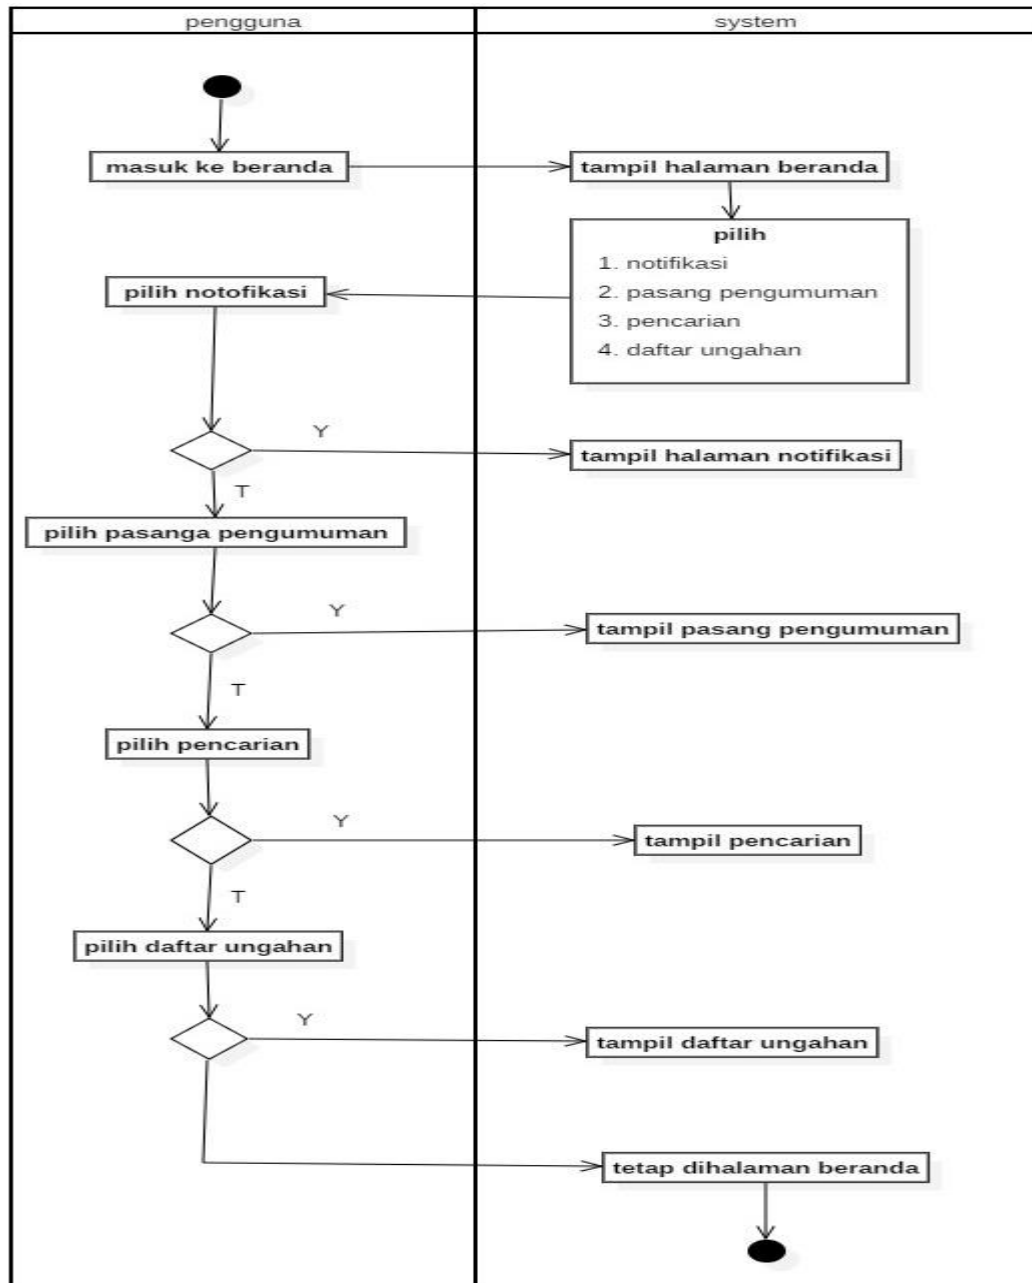 pengguna
system
masuk ke beranda
tampil halaman beranda
pilih
1. notifikasi
2. pasang pengumuman
3. pencarian
4. daftar ungahan
pilih notofikasi
Y
tampil halaman notifikasi
T
pilih pasanga pengumuman
Y
tampil pasang pengumuman
T
pilih pencarian
Y
tampil pencarian
T
pilih daftar ungahan
Y
tampil daftar ungahan
tetap dihalaman beranda